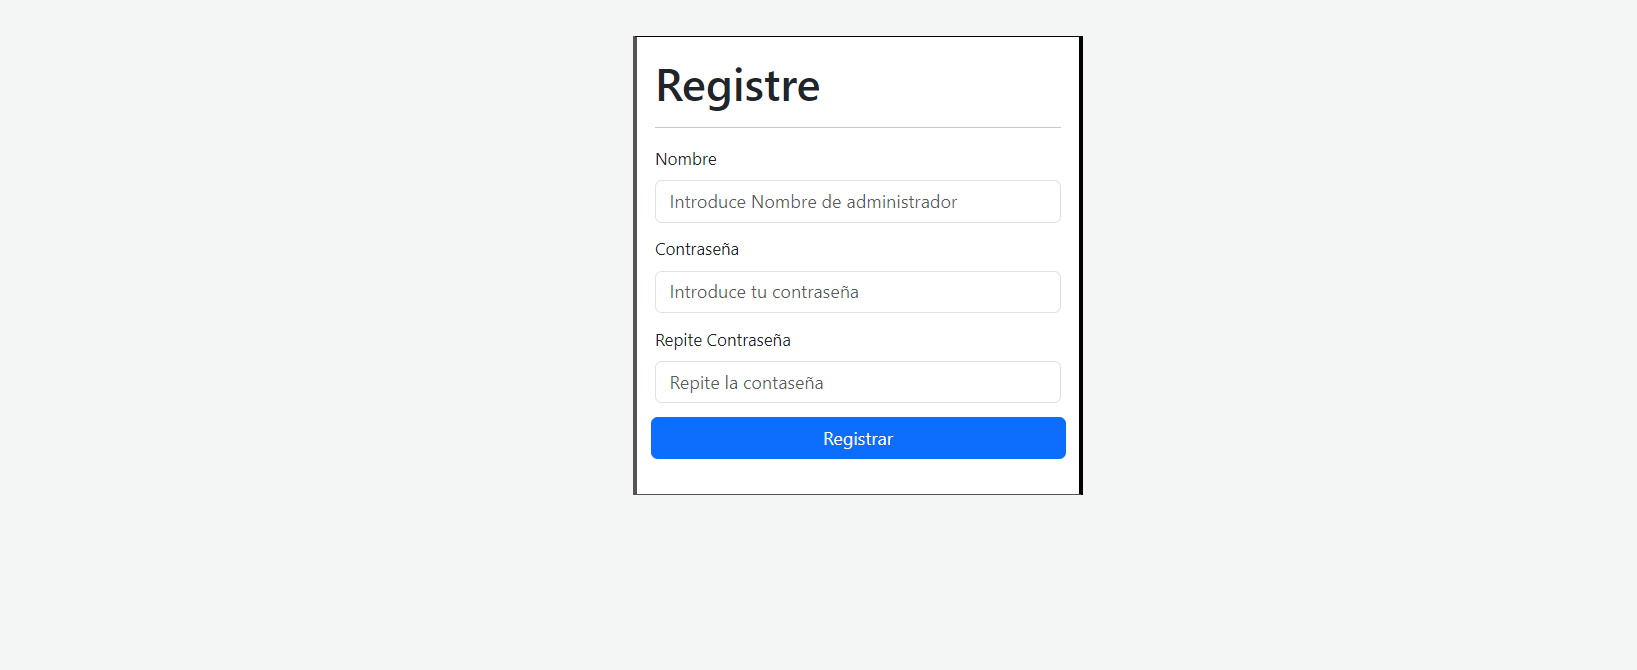 Registre
Nombre
Introduce Nombre de administrador
Contraseña
Introduce tu contraseña
Repite Contraseña
Repite la contaseña
Registrar